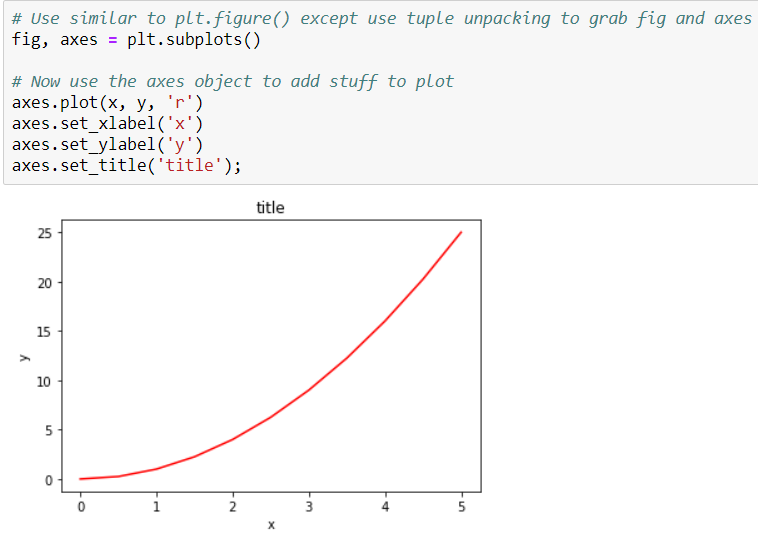 # Use similar to plt.figure() except use tuple unpacking to grab fig and axes
fig, axes = plt.subplots()
# Now use the axes object to add stuff to plot
axes.plot(x, y, 'r')
axes.set_xlabel('x')
axes.set_ylabel('y')
axes.set_title('title');
title
25
20
15
10
5
0
y
0 1 2 3 4 5
x